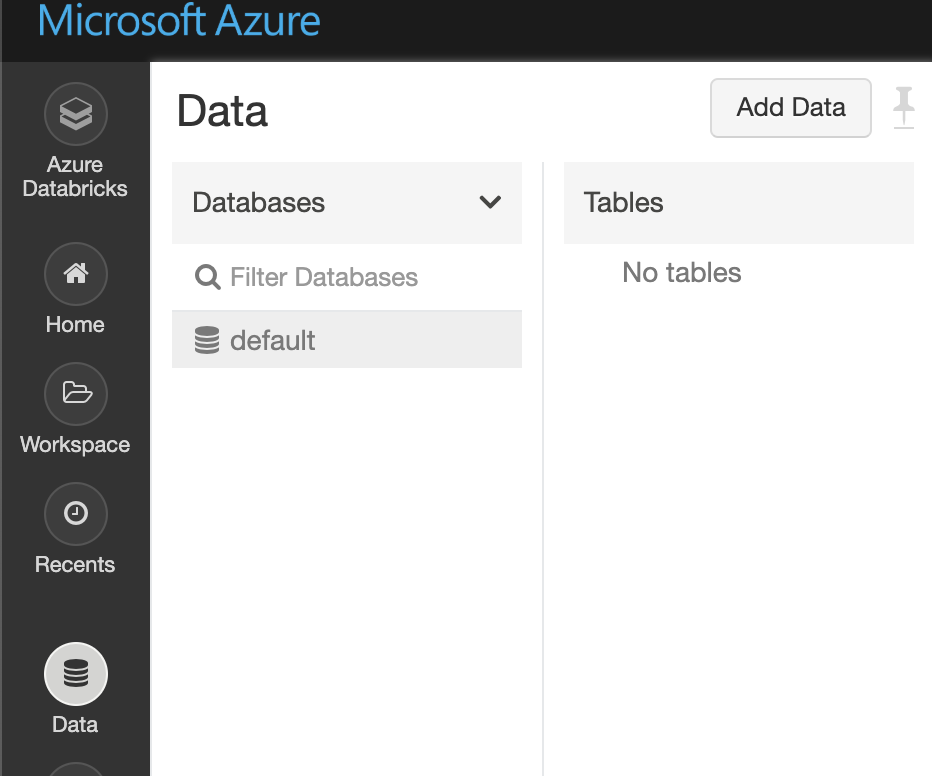 Microsoft Azure
Azure
Databricks
Home
Workspace
Recents
Data
Data
Add Data
Databases
Filter Databases
default
Tables
No tables